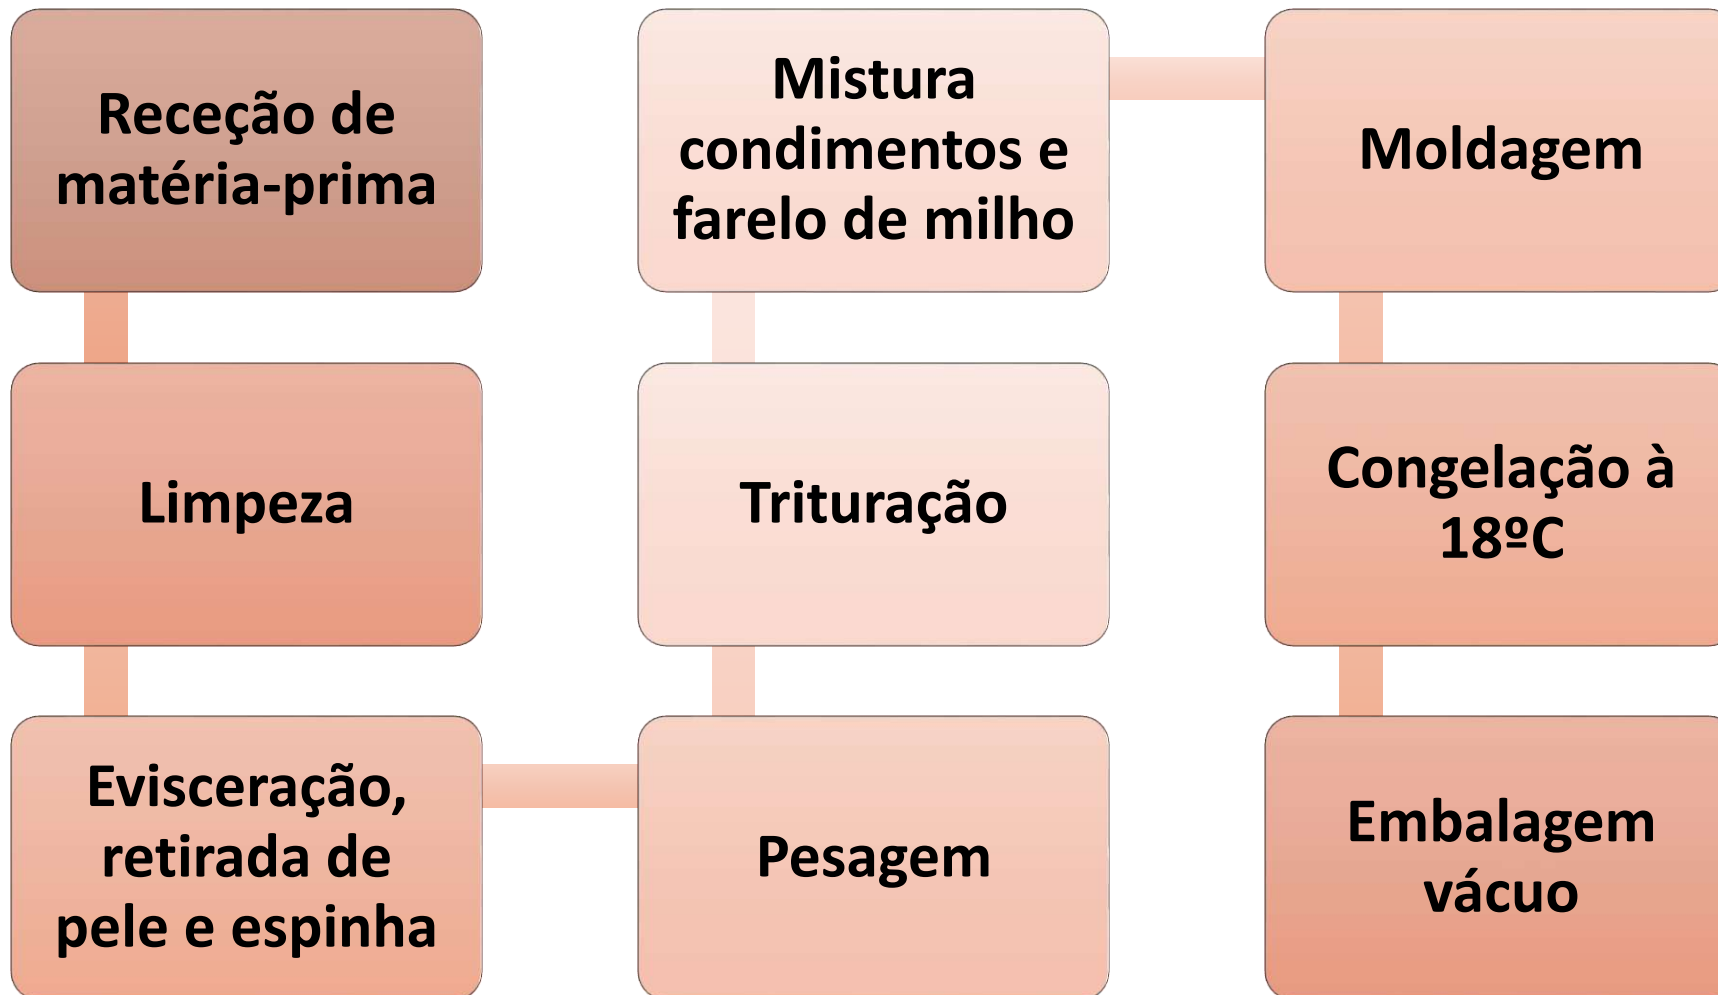 Receção de
matéria-prima
Limpeza
Evisceração,
retirada de
pele e espinha
Pesagem
Trituração
Mistura
condimentos e
farelo de milho
Moldagem
Congelação à
18ºC
Embalagem
vácuo